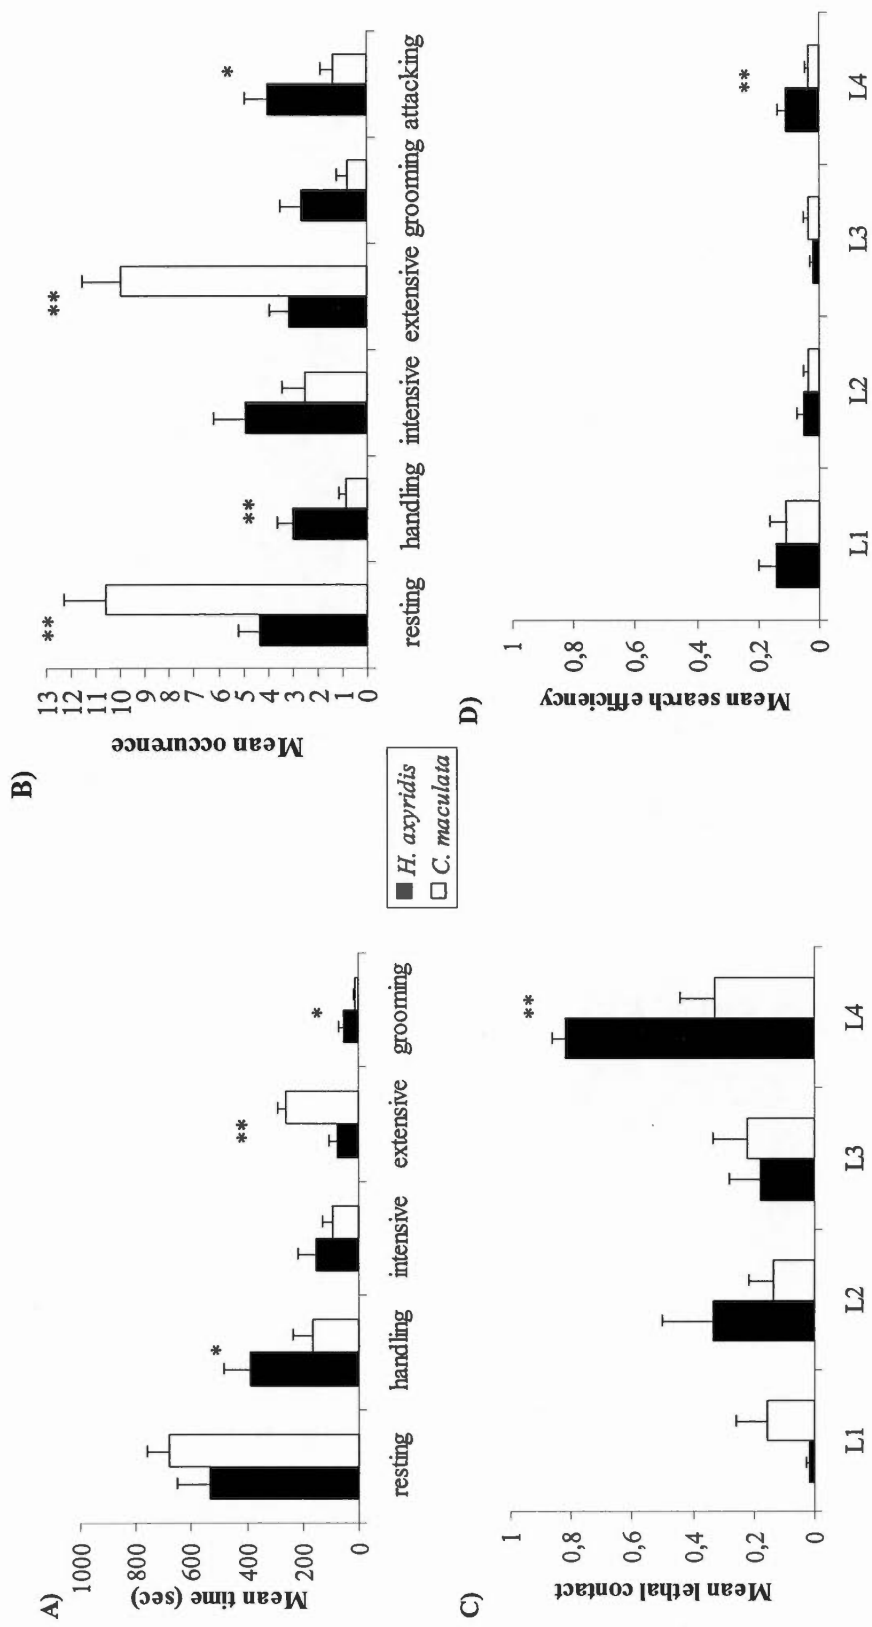 A)
Mean time (sec)
1000
800
600
400
200
0
*
**
*
resting handling intensive extensive grooming
B)
Mean occurence
13
12
11
10
9
8
7
6
5
4
3
2
1
0
**
**
**
*
resting handling intensive extensive grooming attacking
H. axyridis
C. maculata
C)
Mean lethal contact
1
0,8
0,6
0,4
0,2
0
**
L1 L2 L3 L4
D)
Mean search efficiency
1
0,8
0,6
0,4
0,2
0
**
L1 L2 L3 L4